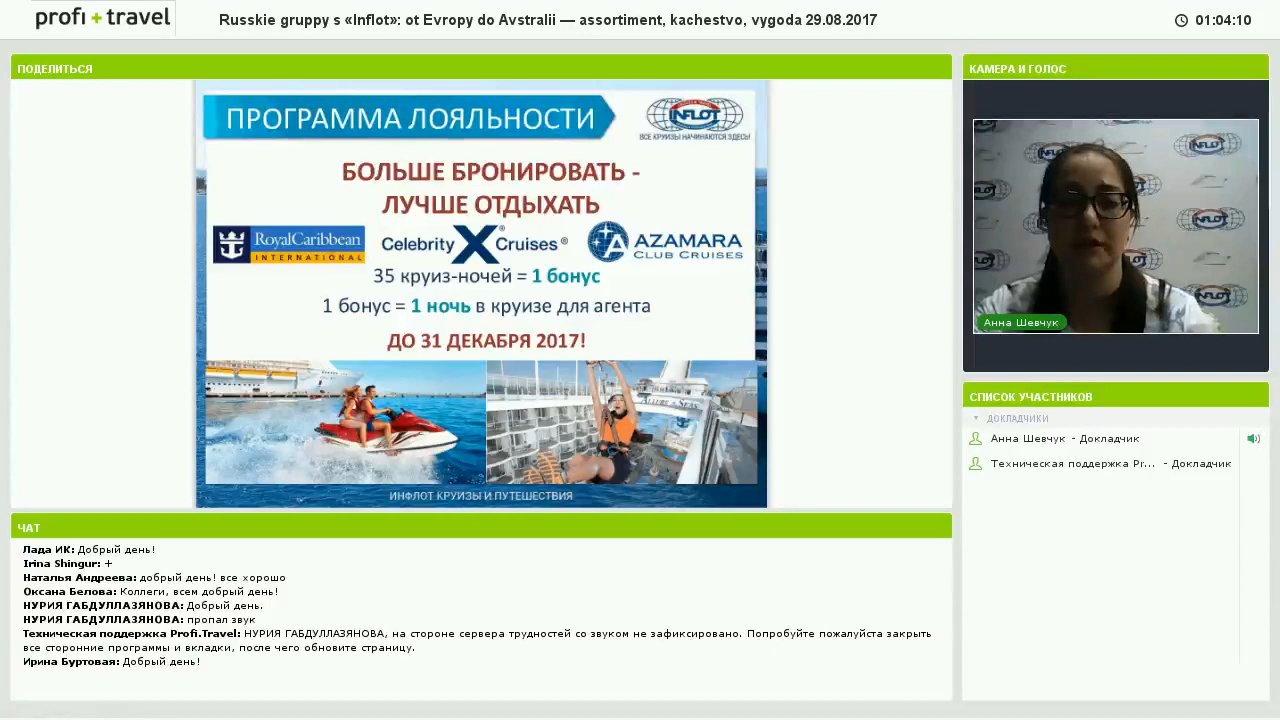 profi + travel
Russkie gruppy s «Inflot»: ot Evropy do Avstralii — assortiment, kachestvo, vygoda 29.08.2017
01:04:10
ПОДЕЛИТЬСЯ
ПРОГРАММА ЛОЯЛЬНОСТИ
INFLOT
ВСЕ КРУИЗЫ НАЧИНАЮТСЯ ЗДЕСЬ!
БОЛЬШЕ БРОНИРОВАТЬ -
ЛУЧШЕ ОТДЫХАТЬ
RoyalCaribbean
INTERNATIONAL
Celebrity X Cruises®
AZAMARA
CLUB CRUISES
35 круиз-ночей = 1 бонус
1 бонус = 1 ночь в круизе для агента
ДО 31 ДЕКАБРЯ 2017!
ИНФЛОТ КРУИЗЫ И ПУТЕШЕСТВИЯ
КАМЕРА И ГОЛОС
INFLOT
Анна Шевчук
СПИСОК УЧАСТНИКОВ
ДОКЛАДЧИКИ
Анна Шевчук - Докладчик
Техническая поддержка Pr... - Докладчик
ЧАТ
Лада ИК: Добрый день!
Irina Shingur: +
Наталья Андреева: добрый день! все хорошо
Оксана Белова: Коллеги, всем добрый день!
НУРИЯ ГАБДУЛЛАЗЯНОВА: Добрый день.
НУРИЯ ГАБДУЛЛАЗЯНОВА: пропал звук
Техническая поддержка Profi.Travel: НУРИЯ ГАБДУЛЛАЗЯНОВА, на стороне сервера трудностей со звуком не зафиксировано. Попробуйте пожалуйста закрыть
все сторонние программы и вкладки, после чего обновите страницу.
Ирина Буртовая: Добрый день!